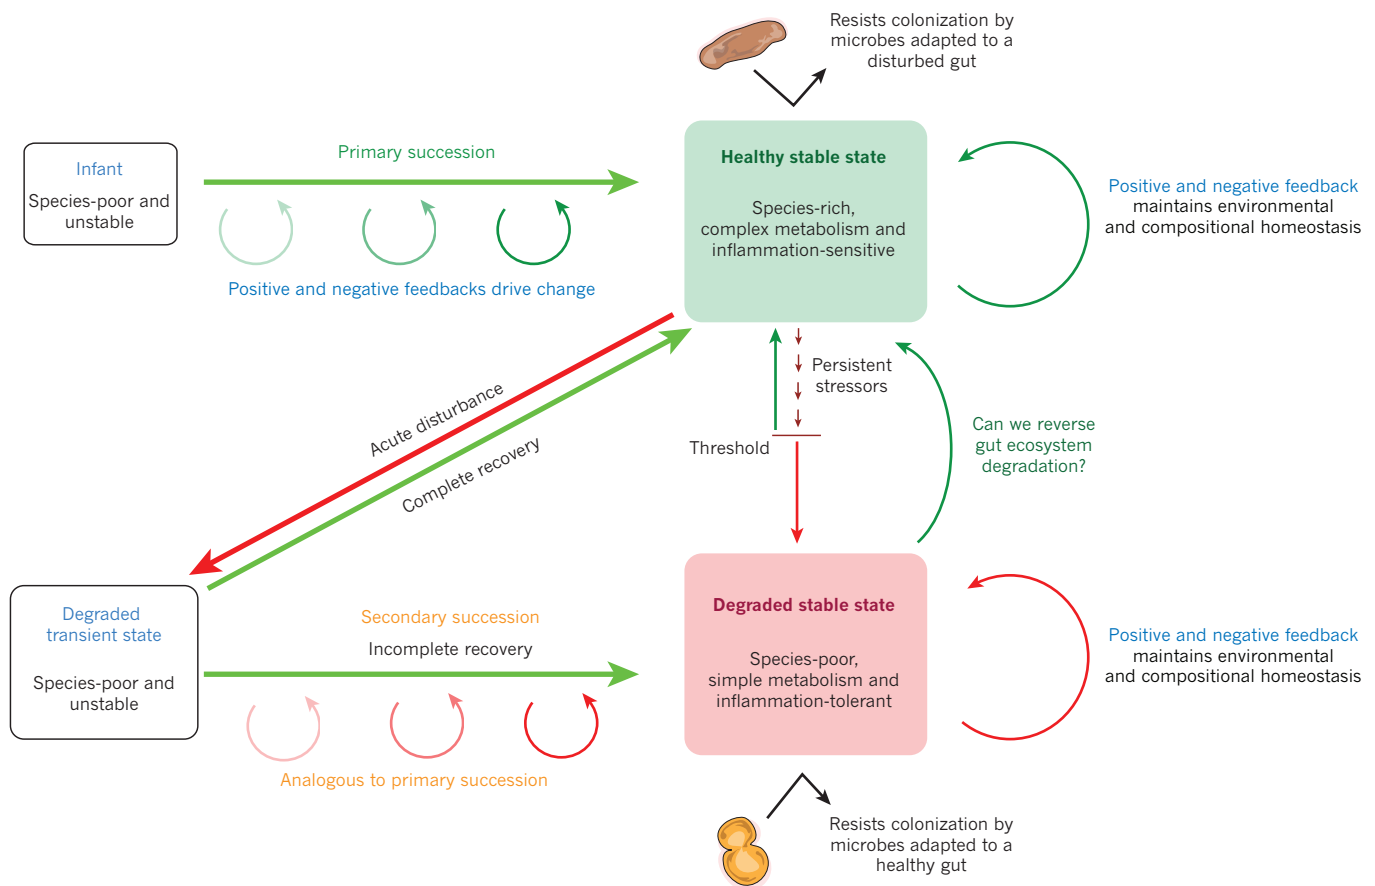 Resists colonization by
microbes adapted to a
disturbed gut
Infant
Species-poor and
unstable
Primary succession
Positive and negative feedbacks drive change
Healthy stable state
Species-rich,
complex metabolism and
inflammation-sensitive
Positive and negative feedback
maintains environmental
and compositional homeostasis
Acute disturbance
Complete recovery
Persistent
stressors
Threshold
Can we reverse
gut ecosystem
degradation?
Degraded
transient state
Species-poor and
unstable
Secondary succession
Incomplete recovery
Analogous to primary succession
Degraded stable state
Species-poor,
simple metabolism and
inflammation-tolerant
Positive and negative feedback
maintains environmental
and compositional homeostasis
Resists colonization by
microbes adapted to a
healthy gut